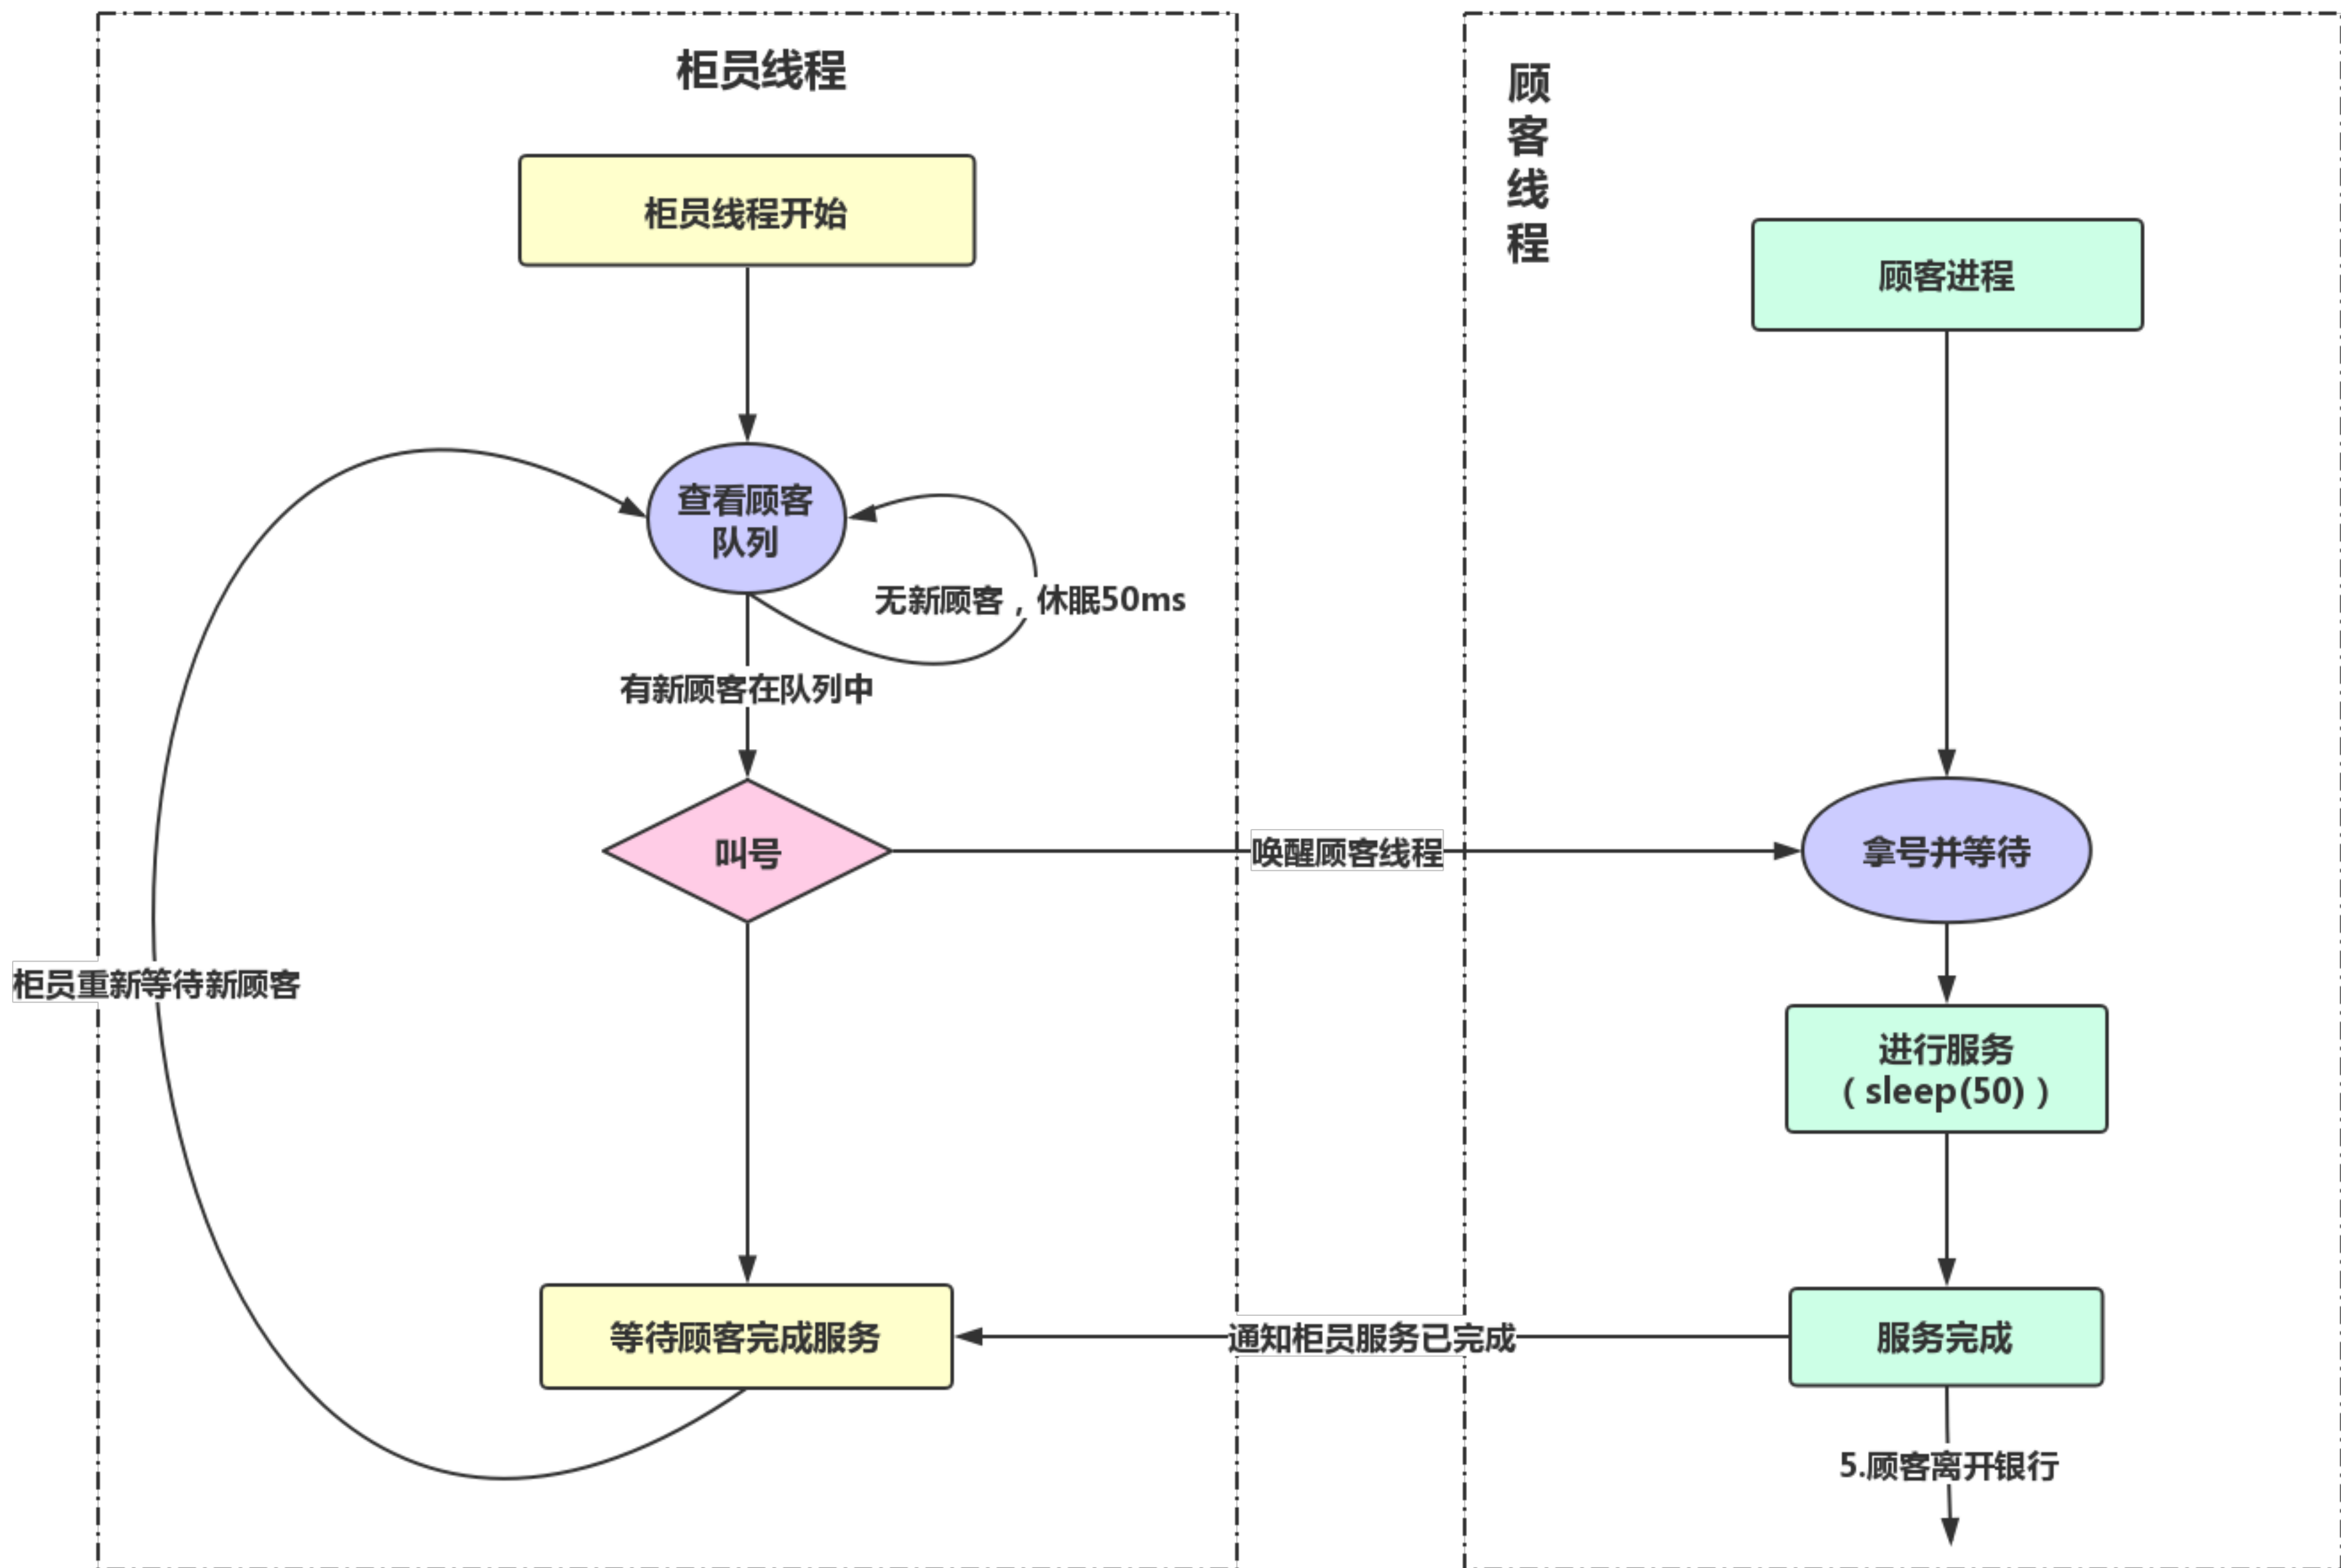 柜员线程
柜员线程开始
查看顾客
队列
无新顾客，休眠50ms
有新顾客在队列中
叫号
唤醒顾客线程
柜员重新等待新顾客
等待顾客完成服务
通知柜员服务已完成
顾
客
线
程
顾客进程
拿号并等待
进行服务
（sleep(50)）
服务完成
5.顾客离开银行